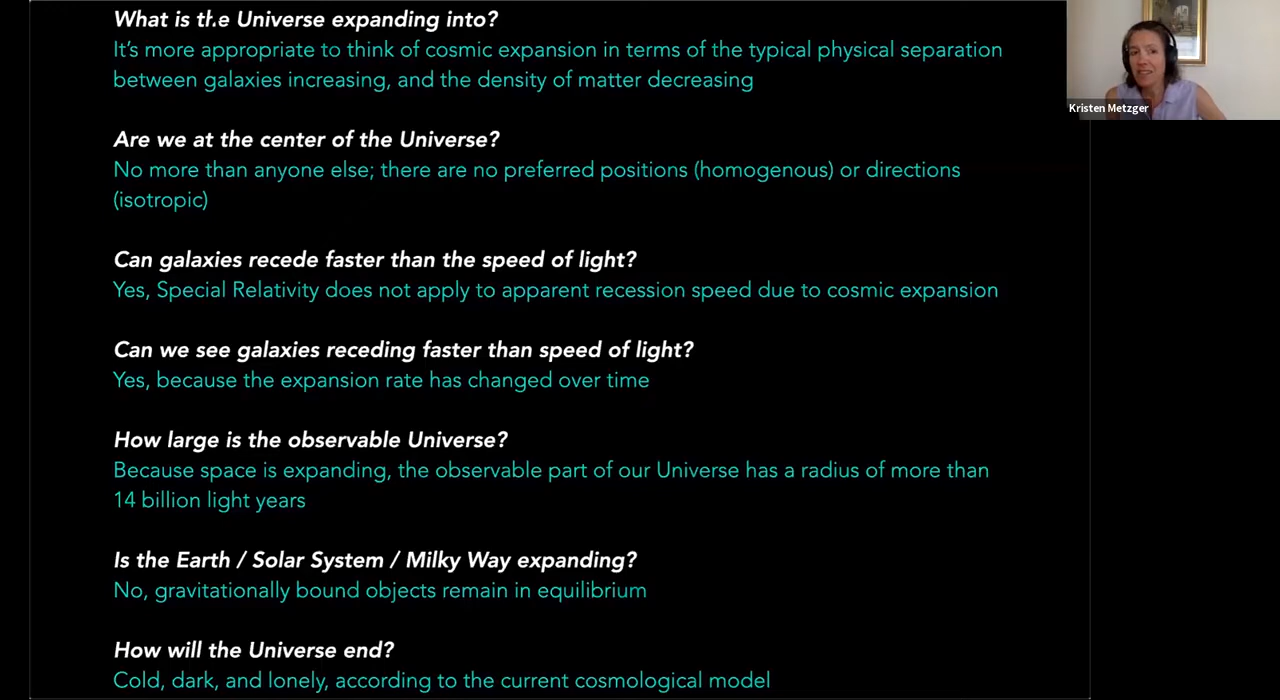 What is the Universe expanding into?
It's more appropriate to think of cosmic expansion in terms of the typical physical separation
between galaxies increasing, and the density of matter decreasing
Kristen Metzger
Are we at the center of the Universe?
No more than anyone else; there are no preferred positions (homogenous) or directions
(isotropic)
Can galaxies recede faster than the speed of light?
Yes, Special Relativity does not apply to apparent recession speed due to cosmic expansion
Can we see galaxies receding faster than speed of light?
Yes, because the expansion rate has changed over time
How large is the observable Universe?
Because space is expanding, the observable part of our Universe has a radius of more than
14 billion light years
Is the Earth / Solar System / Milky Way expanding?
No, gravitationally bound objects remain in equilibrium
How will the Universe end?
Cold, dark, and lonely, according to the current cosmological model